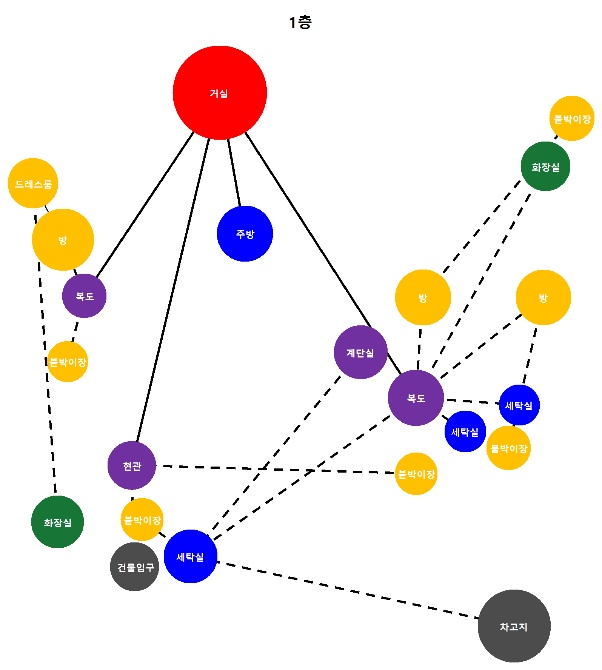 1층
거실
붙박이장
화장실
드레스룸
방
주방
복도
방
방
계단실
붙박이장
복도
세탁실
세탁실
붙박이장
현관
붙박이장
화장실
붙박이장
세탁실
건물입구
차고지